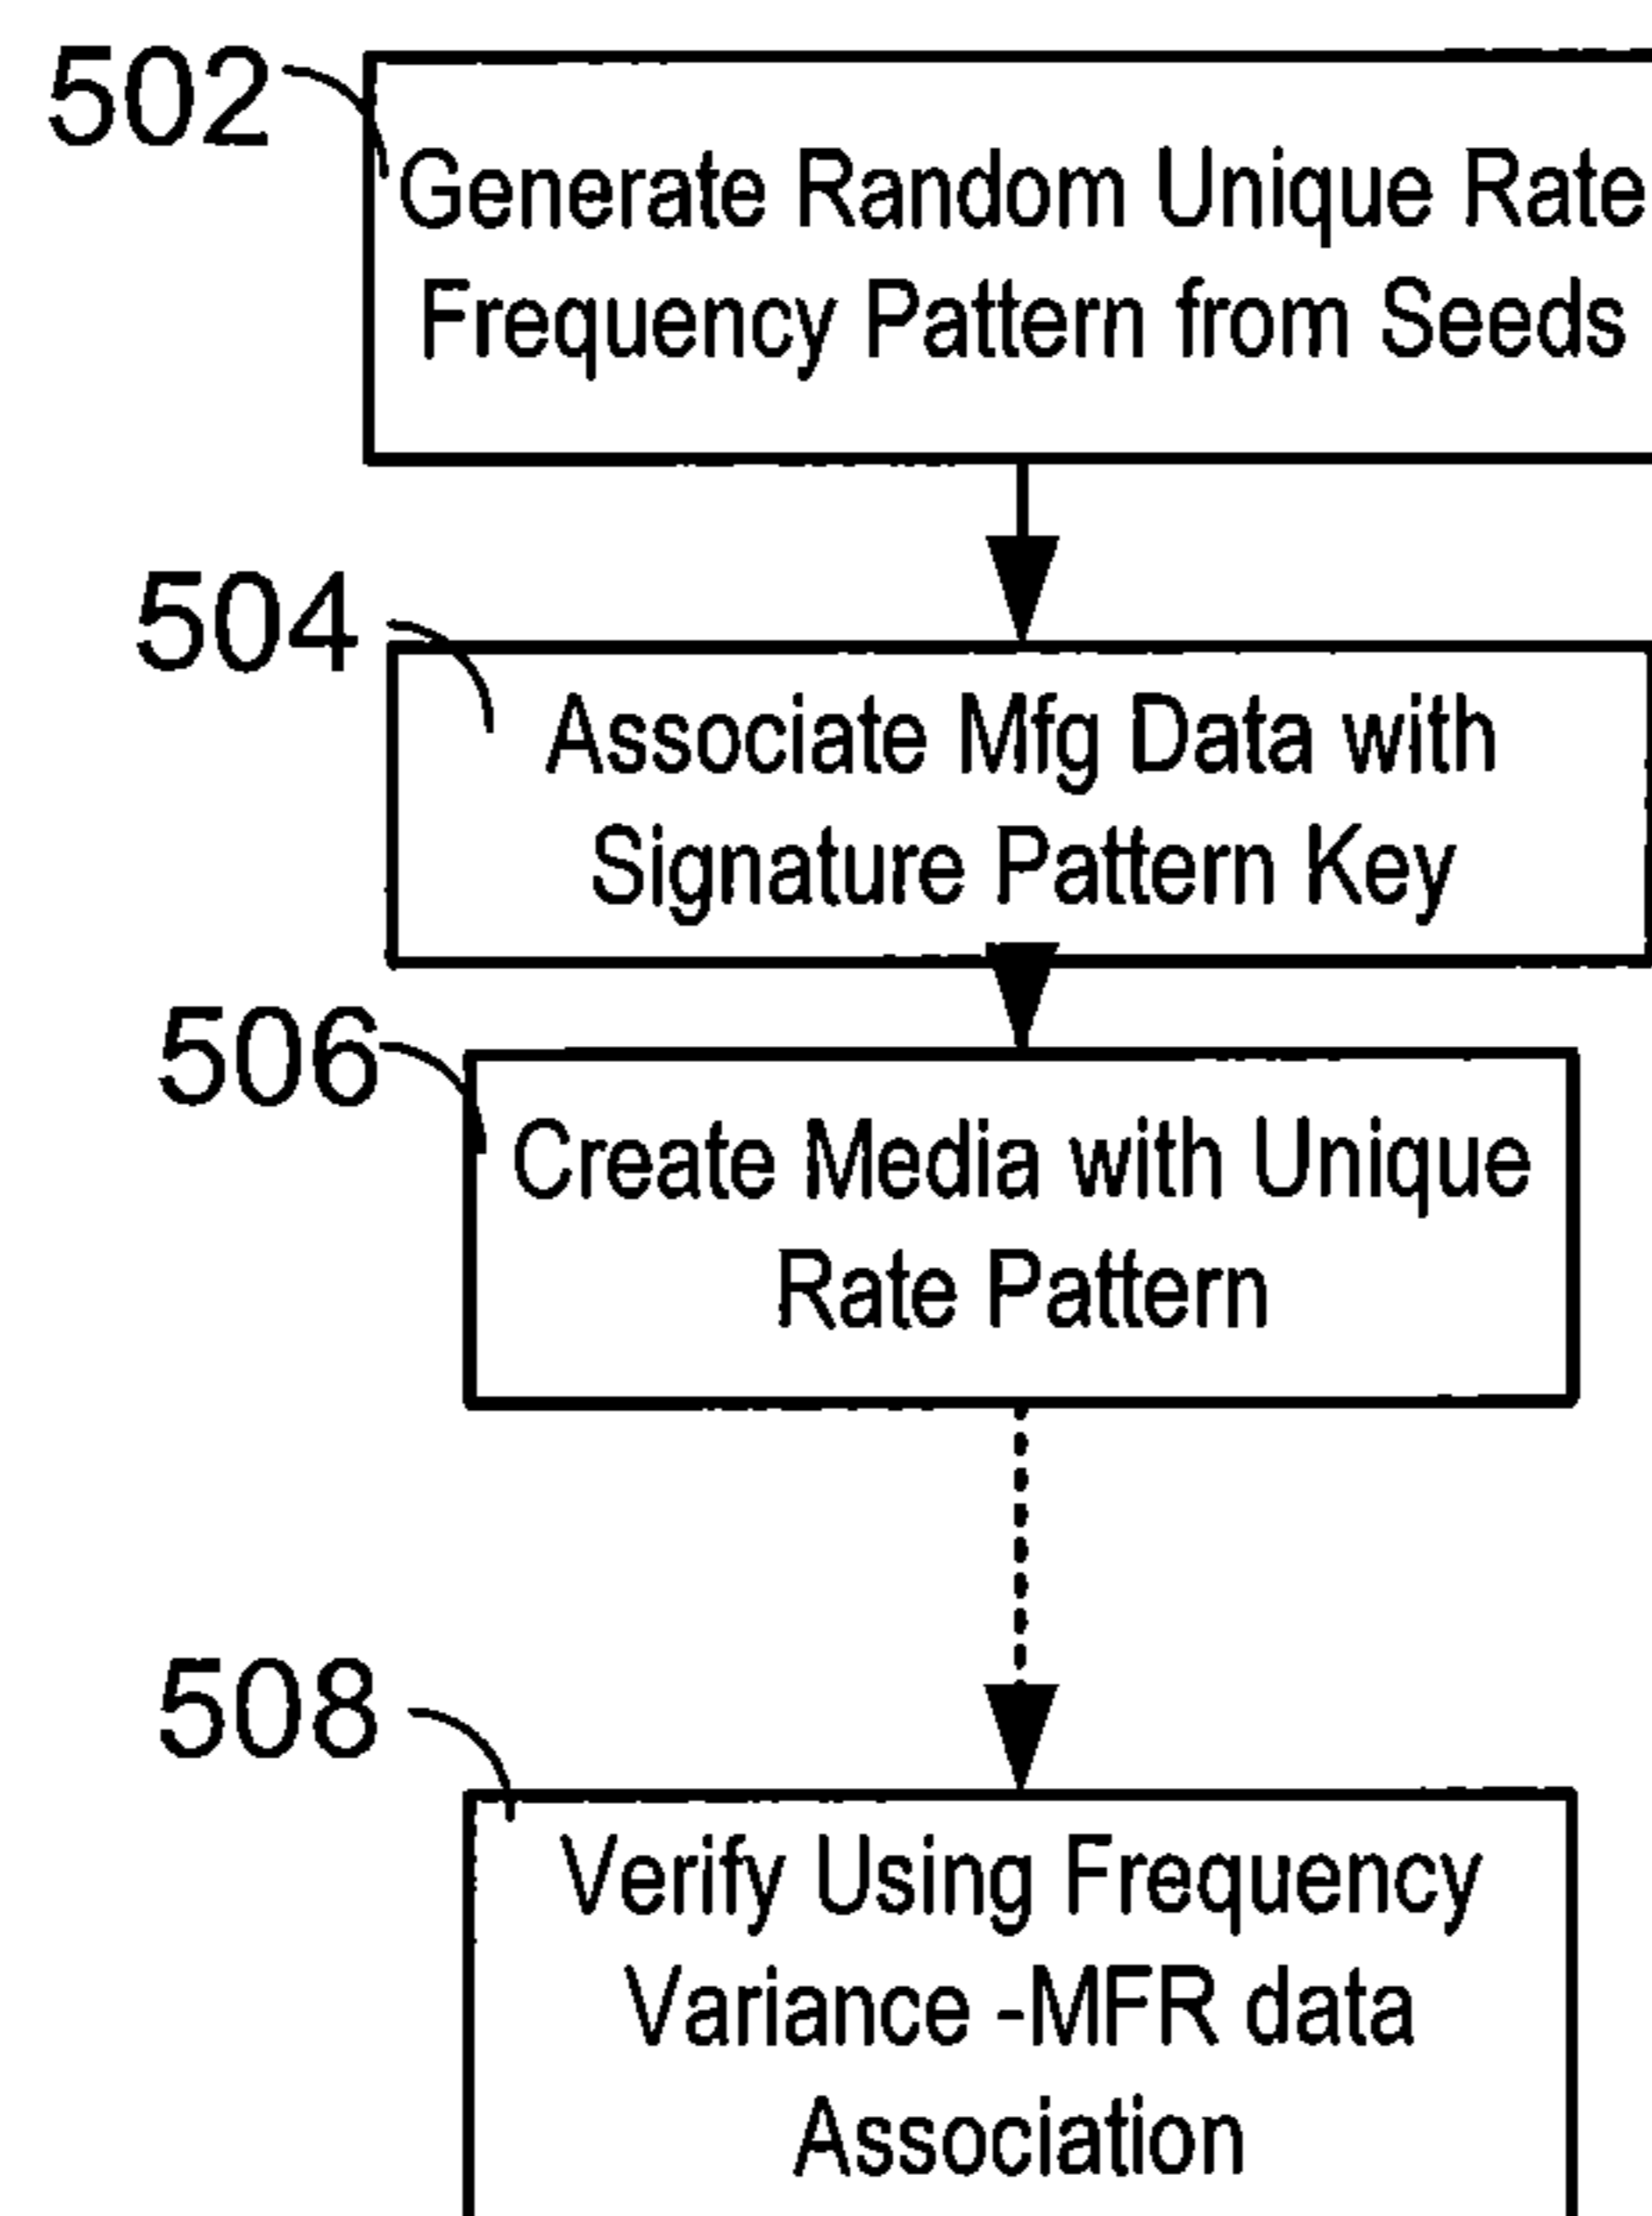 502
Generate Random Unique Rate
Frequency Pattern from Seeds
504
Associate Mfg Data with
Signature Pattern Key
506
Create Media with Unique
Rate Pattern
508
Verify Using Frequency
Variance -MFR data
Association